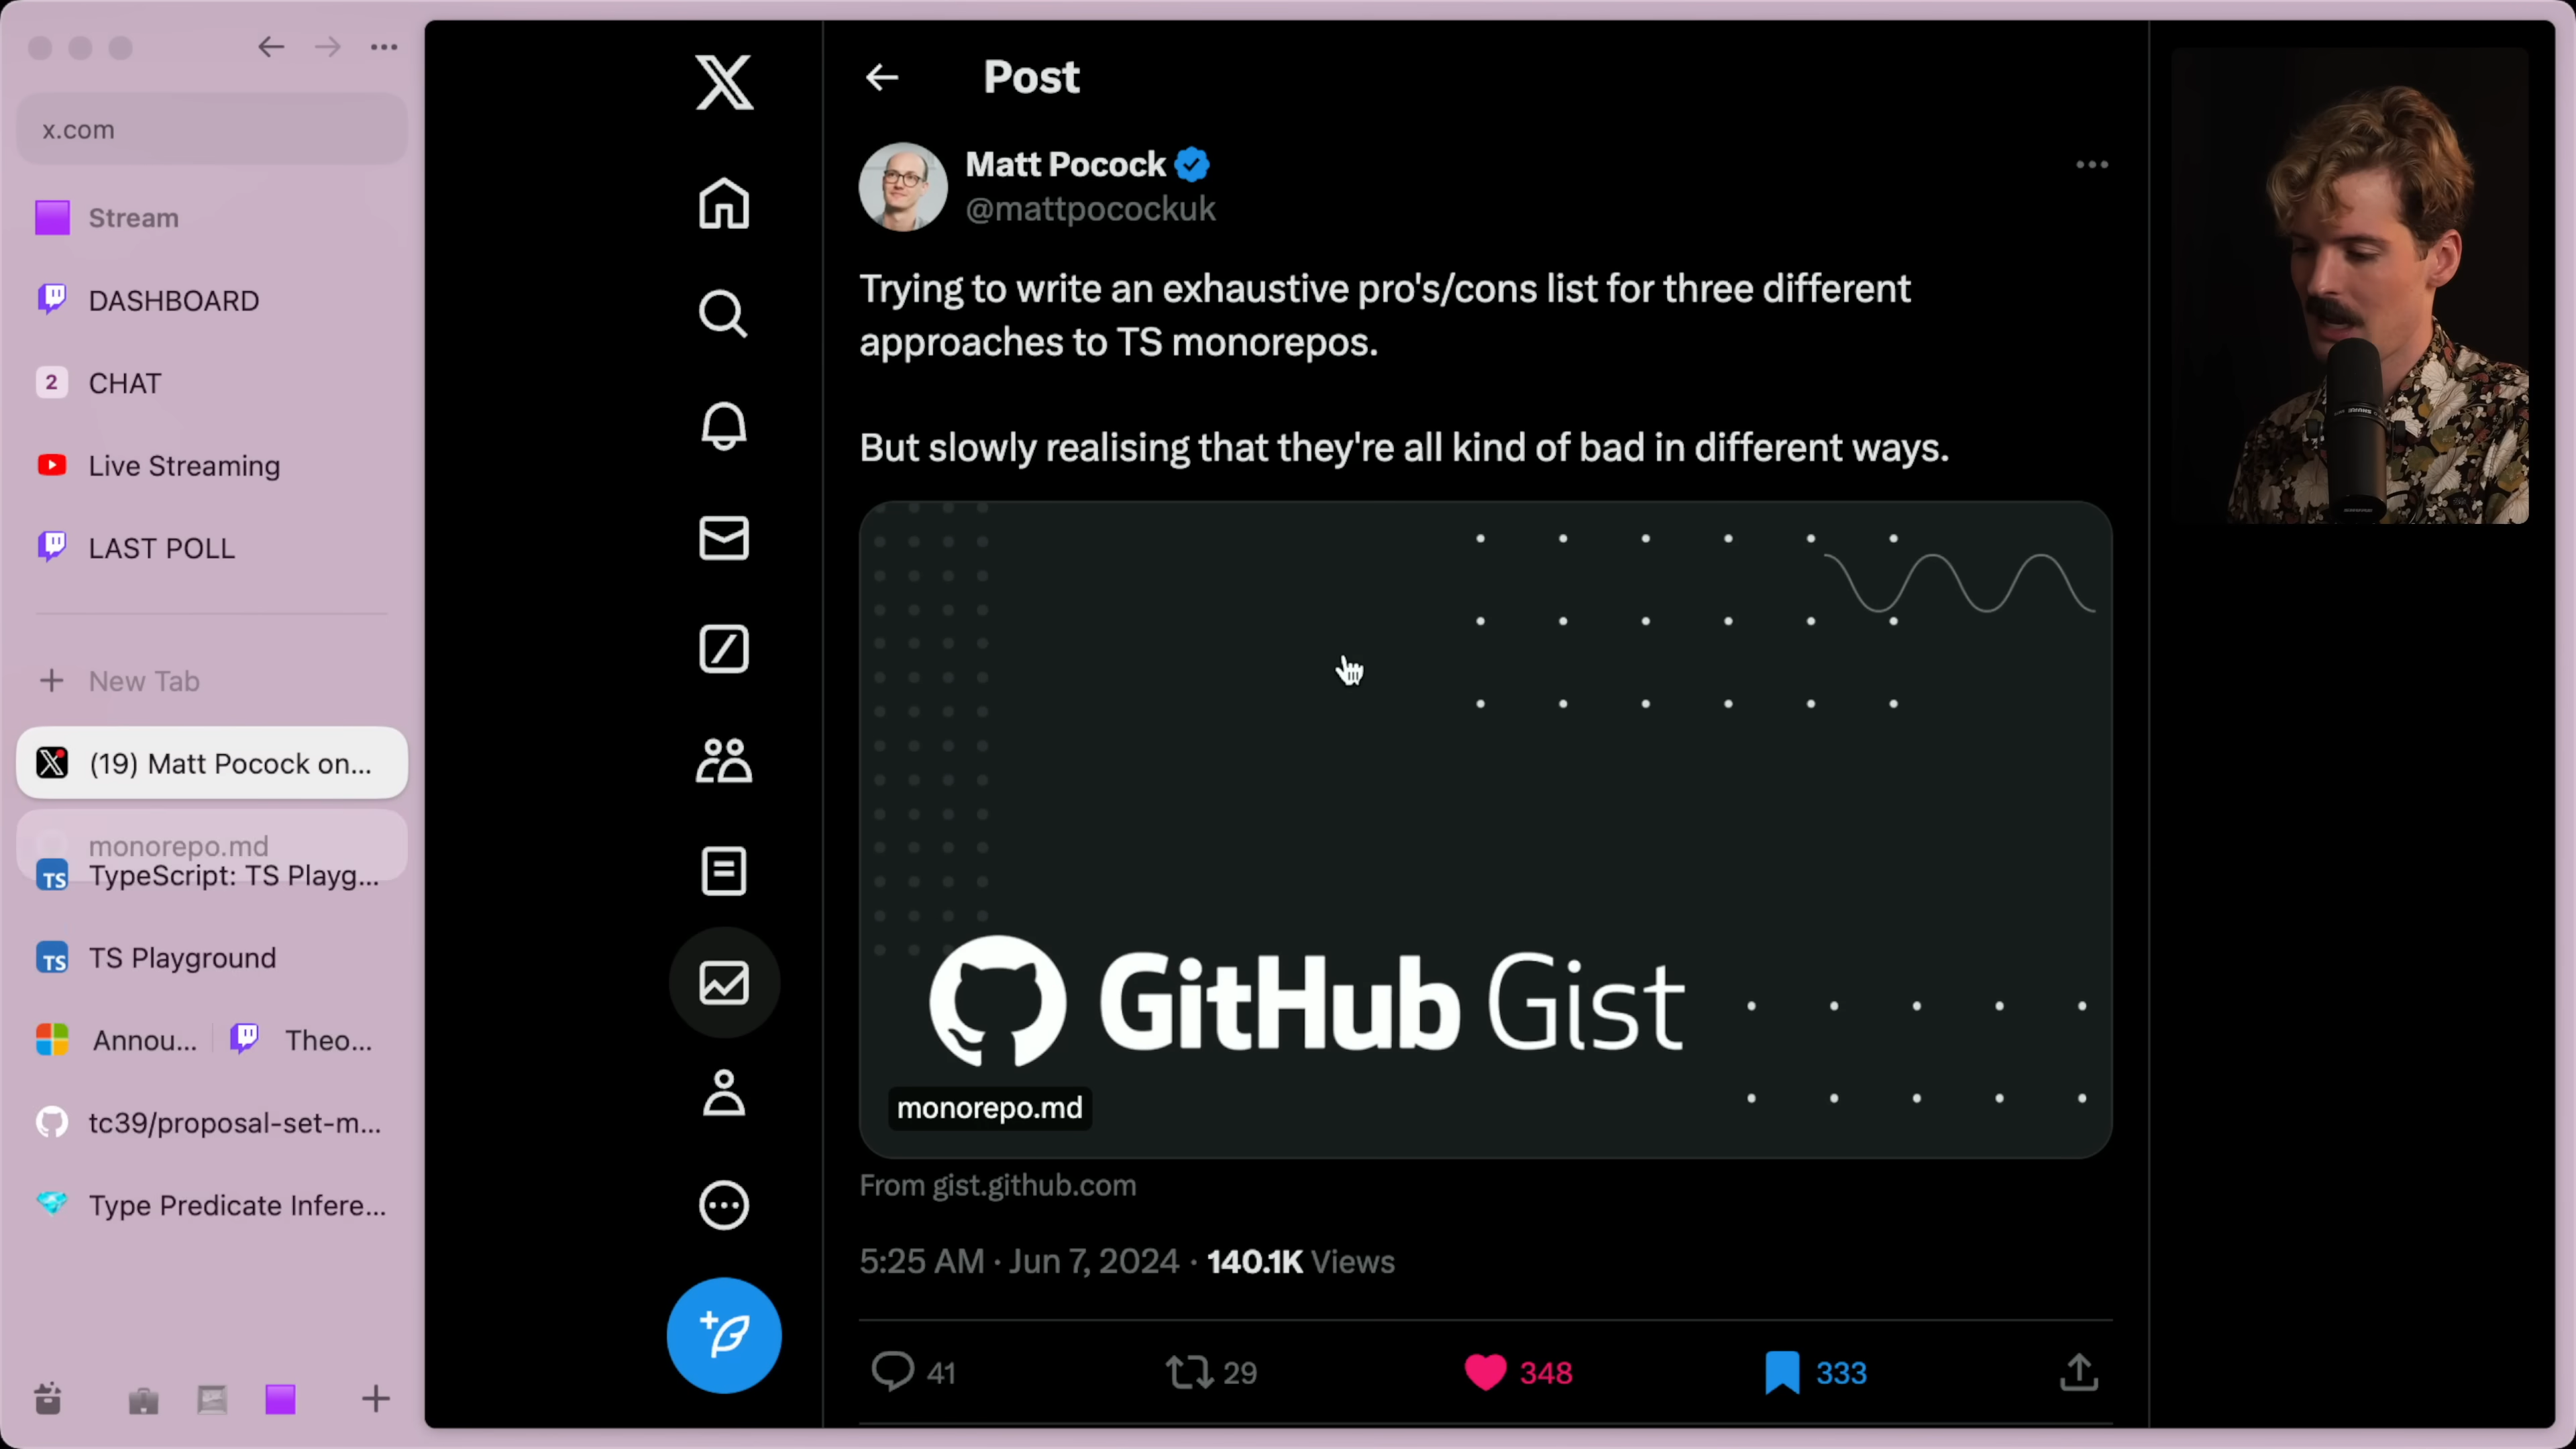 x.com
Stream
DASHBOARD
2 CHAT
Live Streaming
LAST POLL
+ New Tab
(19) Matt Pocock on...
monorepo.md
TS TypeScript: TS Playg...
TS TS Playground
Annou... Theo...
tc39/proposal-set-m...
Type Predicate Infere...
Post
Matt Pocock
@mattpocockuk
Trying to write an exhaustive pro's/cons list for three different
approaches to TS monorepos.
But slowly realising that they're all kind of bad in different ways.
GitHub Gist
monorepo.md
From gist.github.com
5:25 AM · Jun 7, 2024 · 140.1K Views
41 29 348 333